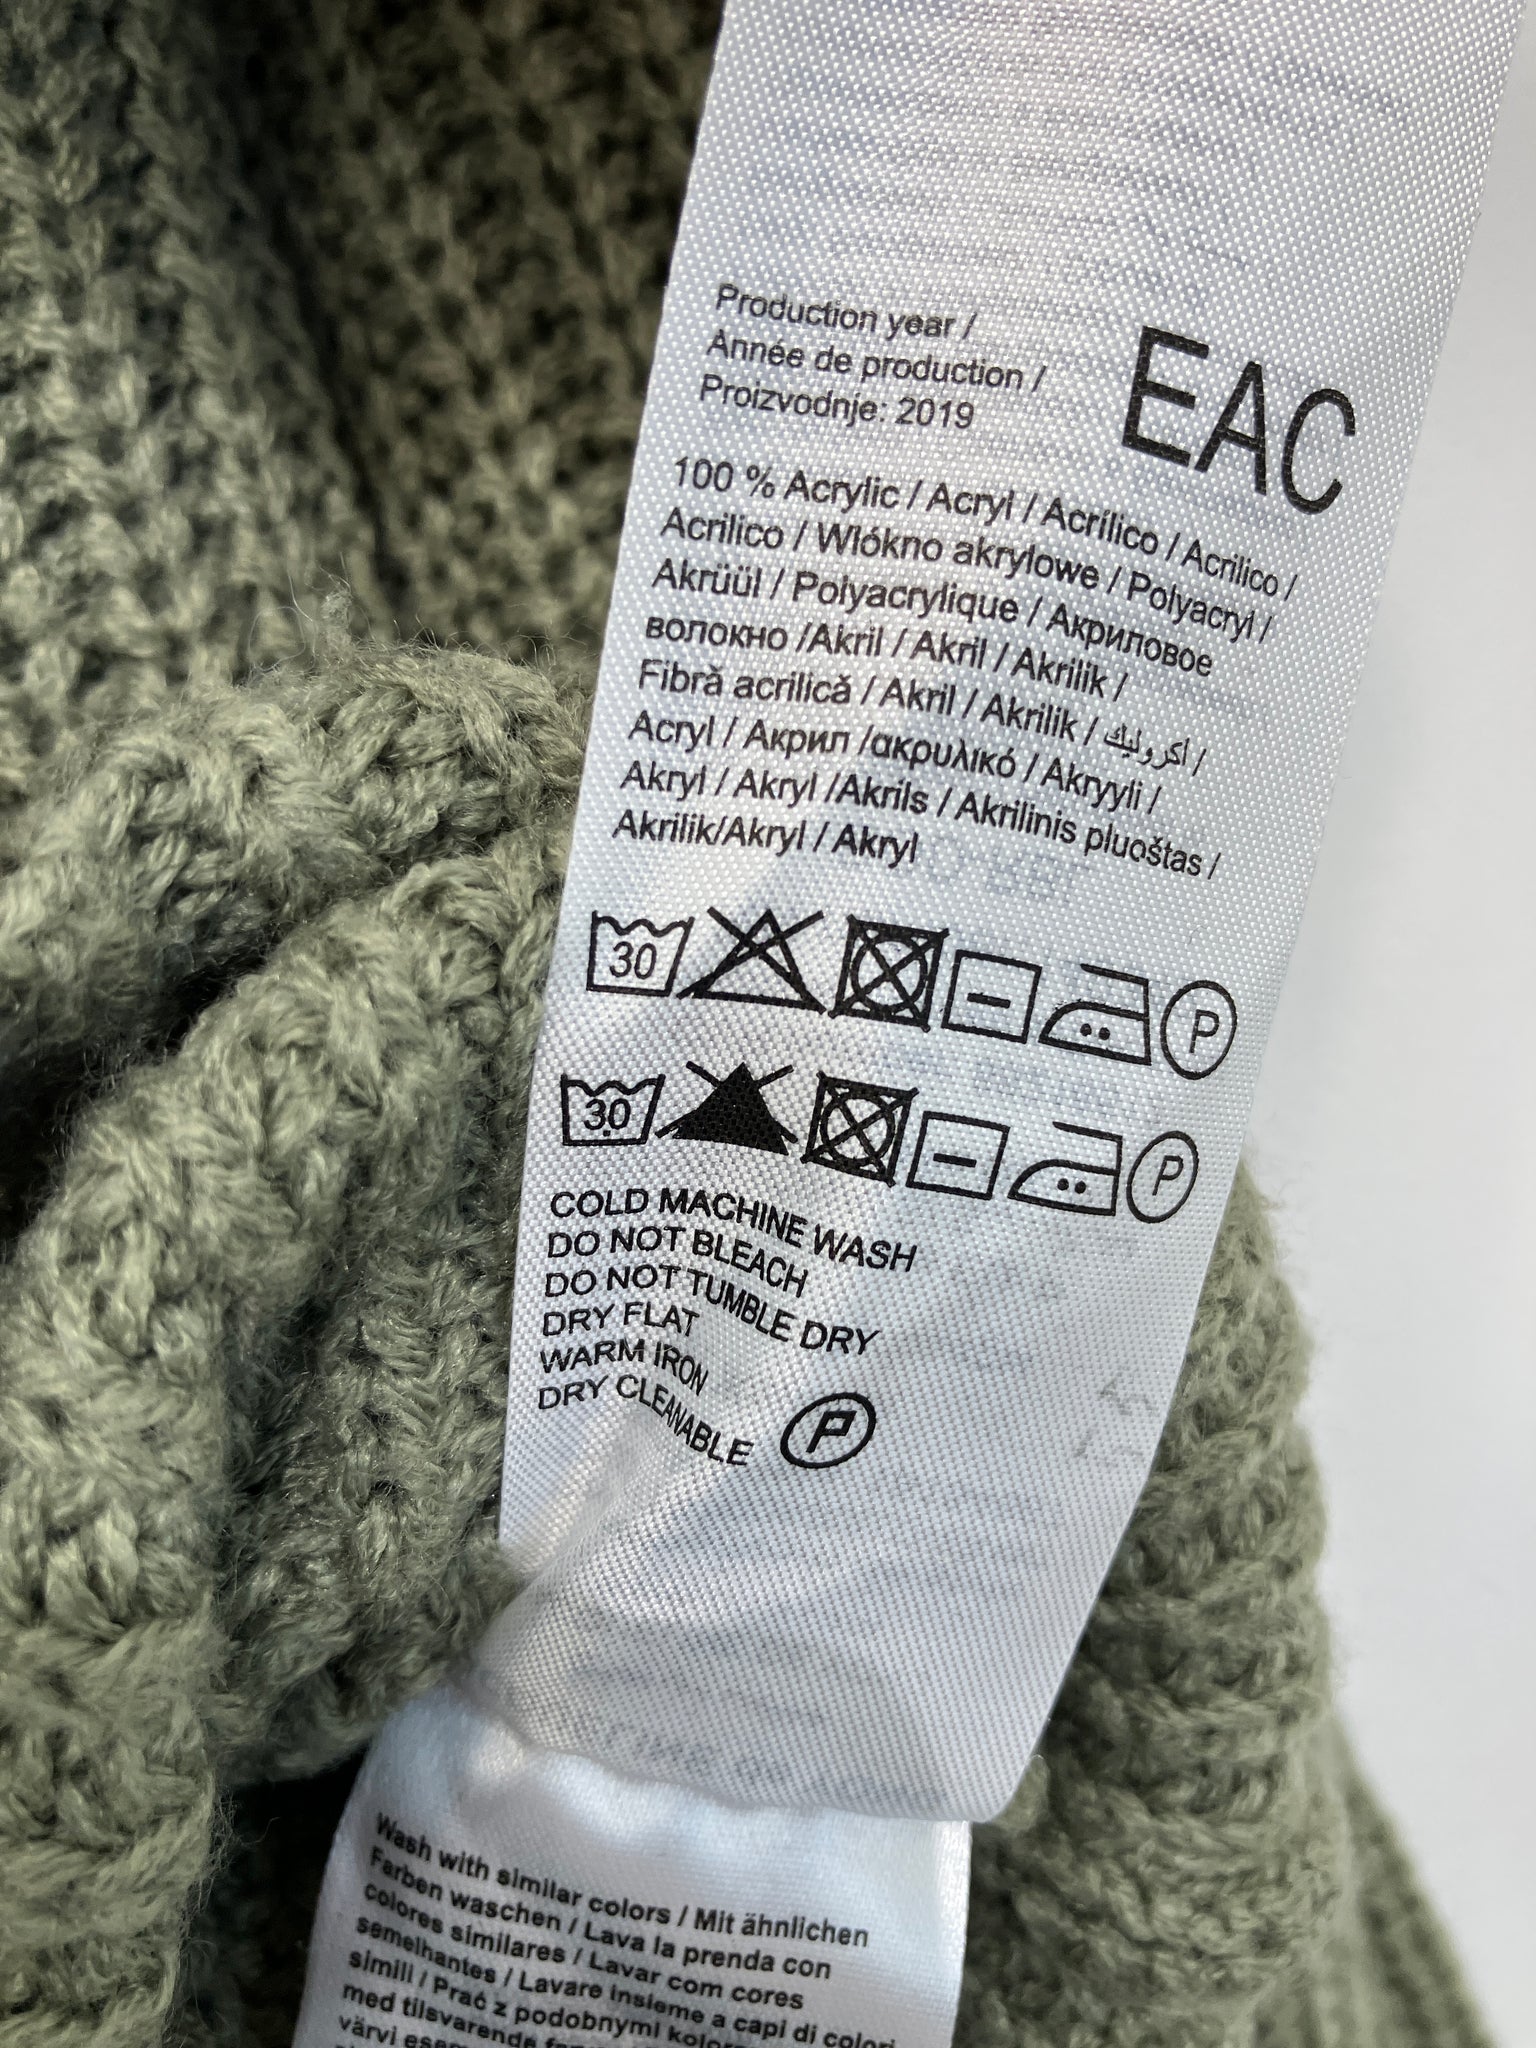 Production year /
Année de production /
Proizvodnje: 2019
EAC
100 % Acrylic / Acryl / Acrílico / Acrilico /
Acrilico / Włókno akrylowe / Polyacryl /
Akrüül / Polyacrylique / Акриловое
волокно /Akril / Akril / Akrilik /
Fibră acrilică / Akril / Akrilik / أكروليك /
Acryl / Акрил /ακρυλικό / Akryyli /
Akryl / Akryl /Akrils / Akrilinis pluoštas /
Akrilik/Akryl / Akryl
30 P
30 P
COLD MACHINE WASH
DO NOT BLEACH
DO NOT TUMBLE DRY
DRY FLAT
WARM IRON
DRY CLEANABLE P
Wash with similar colors / Mit ähnlichen
Farben waschen / Lava la prenda con
colores similares / Lavar com cores
semelhantes / Lavare insieme a capi di colori
simili / Prać z podobnymi
med tilsvarende
värvi